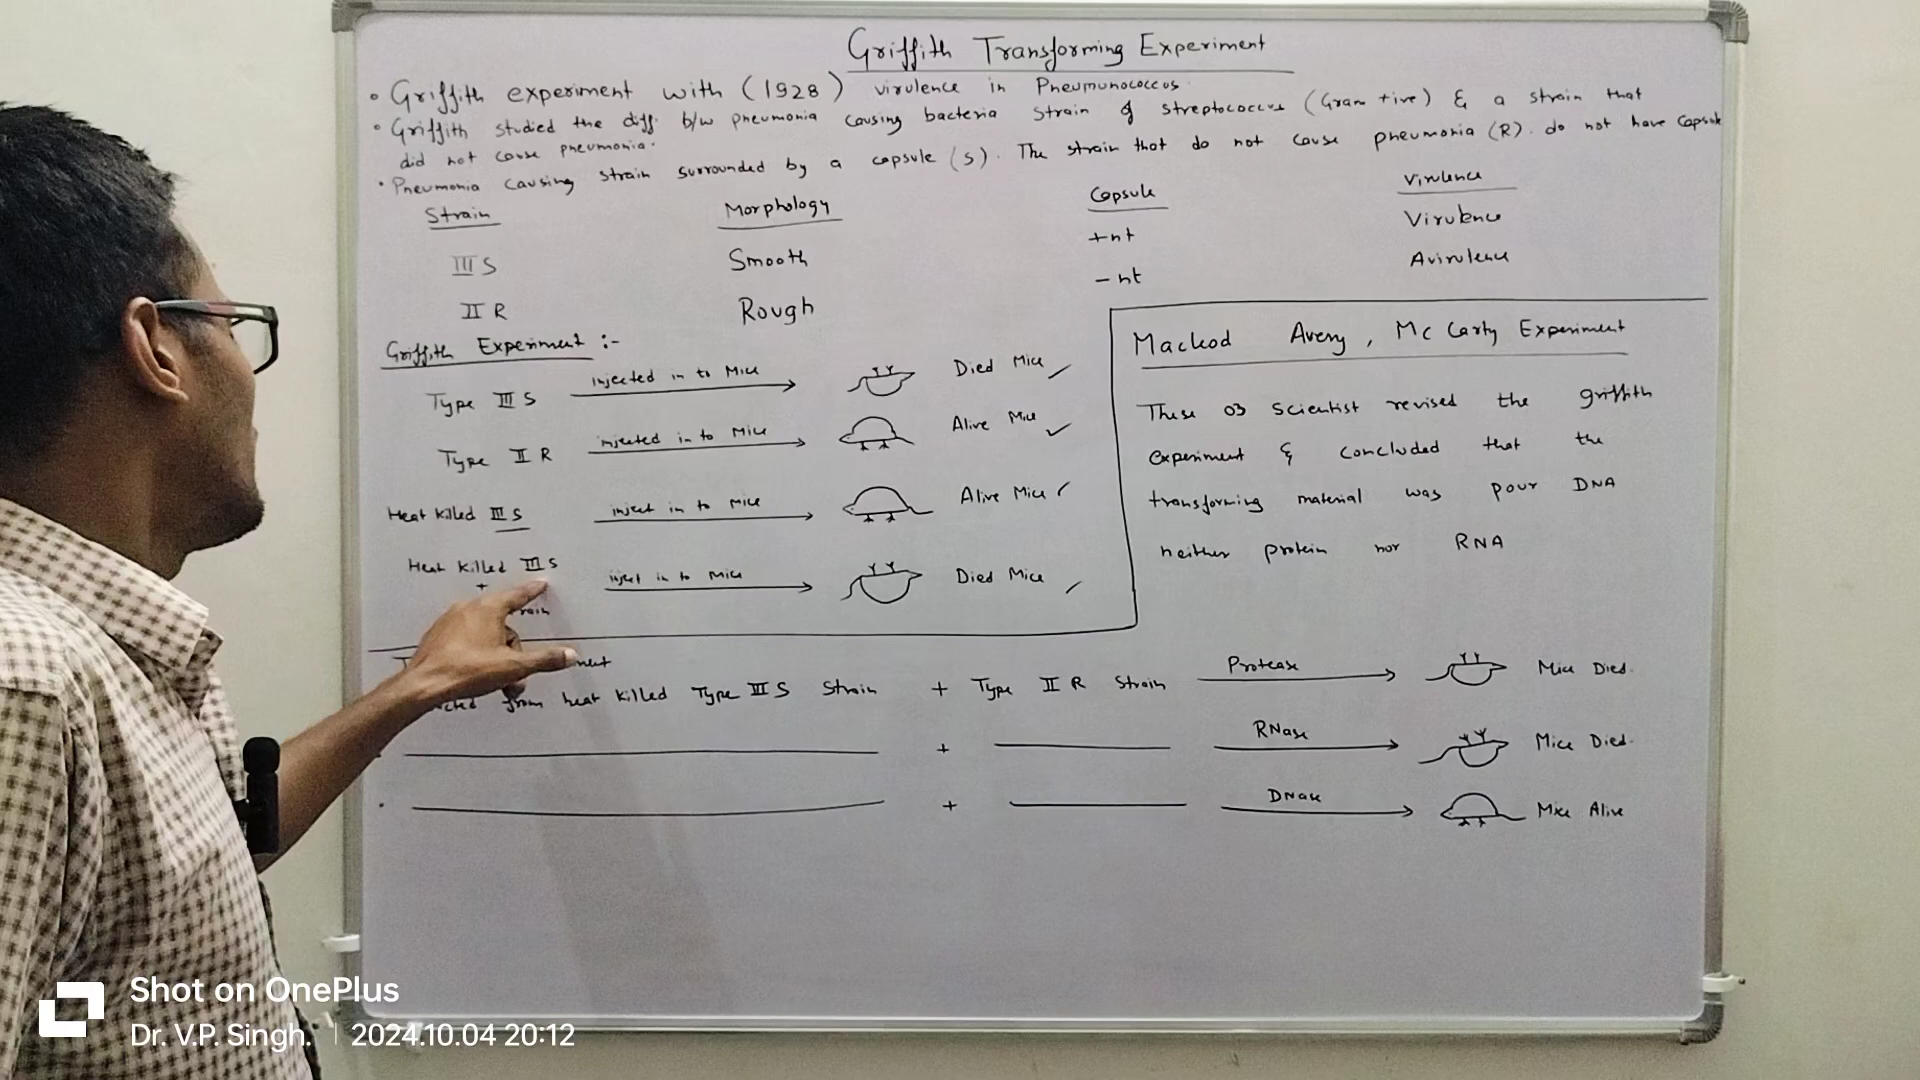 Griffith Transforming Experiment
• Griffith experiment with (1928) virulence in Pneumunococcus.
• Griffith studied the diff. b/w pneumonia causing bacteria strain of streptococcus (Gram +ive) & a strain that
did not cause pneumonia.
• Pneumonia causing strain surrounded by a capsule (S). The strain that do not cause pneumonia (R). do not have capsule
Strain Morphology Capsule Virulence
III S Smooth +nt Virulence
II R Rough -nt Avirulence
Griffith Experiment :-
Type III S injected in to Mice Died Mice
Type II R injected in to Mice Alive Mice
Heat Killed III S inject in to Mice Alive Mice
Heat Killed III S inject in to Mice Died Mice
+
Macleod Avery, Mc Carty Experiment
These 03 scientist revised the griffith
experiment & concluded that the
transforming material was pour DNA
neither protein nor RNA
from heat killed Type III S Strain + Type II R Strain Protease Mice Died.
+ RNase Mice Died.
+ DNase Mice Alive
Shot on OnePlus
Dr. V.P. Singh. | 2024.10.04 20:12